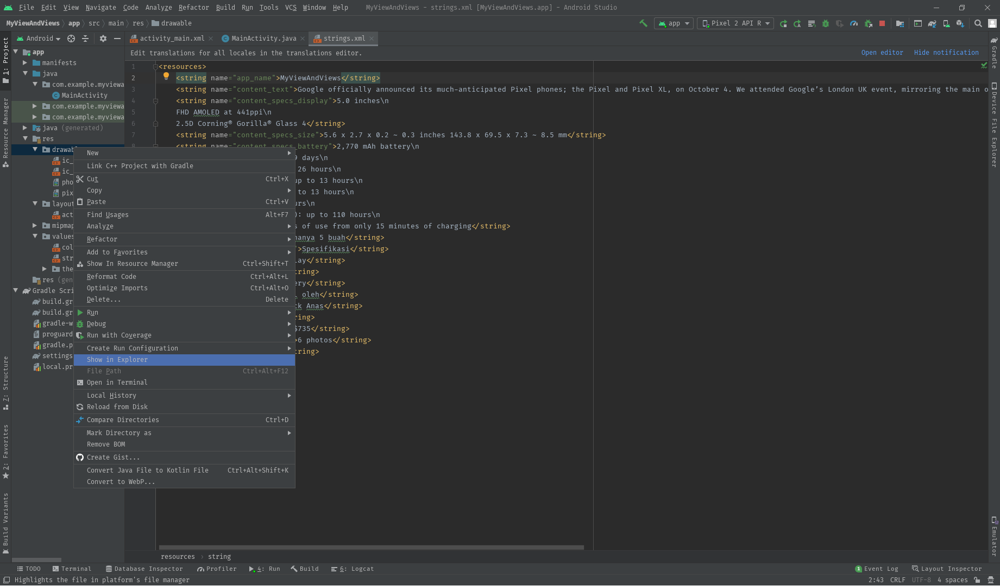 File Edit View Navigate Code Analyze Refactor Build Run Tools VCS Window Help MyViewAndViews - strings.xml [MyViewAndViews.app] - Android Studio
MyViewAndViews app src main res drawable app Pixel 2 API R
Android activity_main.xml MainActivity.java strings.xml
Edit translations for all locales in the translations editor. Open editor Hide notification
1: Project
Resource Manager
7: Structure
2: Favorites
Build Variants
app
manifests
java
com.example.myviewa
MainActivity
com.example.myviewa
com.example.myviewa
java (generated)
res
drawabl
ic_
ic_
pho
pix
layout
act
mipmap
values
col
str
the
res (gen
Gradle Scri
build.gr
build.gr
gradle-w
proguard
gradle.p
settings
local.pr
1 <resources>
2 <string name="app_name">MyViewAndViews</string>
3 <string name="content_text">Google officially announced its much-anticipated Pixel phones; the Pixel and Pixel XL, on October 4. We attended Google’s London UK event, mirroring the main o
4 <string name="content_specs_display">5.0 inches\n
5 FHD AMOLED at 441ppi\n
6 2.5D Corning® Gorilla® Glass 4</string>
7 <string name="content_specs_size">5.6 x 2.7 x 0.2 ~ 0.3 inches 143.8 x 69.5 x 7.3 ~ 8.5 mm</string>
8 <string name="content_specs_battery">2,770 mAh battery\n
days\n
26 hours\n
up to 13 hours\n
to 13 hours\n
urs\n
): up to 110 hours\n
s of use from only 15 minutes of charging</string>
hanya 5 buah</string>
">Spesifikasi</string>
lay</string>
tring>
ery</string>
oleh</string>
ck Anas</string>
ring>
$735</string>
>6 photos</string>
tring>
New
Link C++ Project with Gradle
Cut Ctrl+X
Copy
Paste Ctrl+V
Find Usages Alt+F7
Analyze
Refactor
Add to Favorites
Show In Resource Manager Ctrl+Shift+T
Reformat Code Ctrl+Alt+L
Optimize Imports Ctrl+Alt+O
Delete... Delete
Run
Debug
Run with Coverage
Create Run Configuration
Show in Explorer
File Path Ctrl+Alt+F12
Open in Terminal
Local History
Reload from Disk
Compare Directories Ctrl+D
Mark Directory as
Remove BOM
Create Gist...
Convert Java File to Kotlin File Ctrl+Alt+Shift+K
Convert to WebP...
Gradle
Device File Explorer
Emulator
resources › string
TODO Terminal Database Inspector Profiler 4: Run Build 6: Logcat 1 Event Log Layout Inspector
Highlights the file in platform's file manager 2:43 CRLF UTF-8 4 spaces